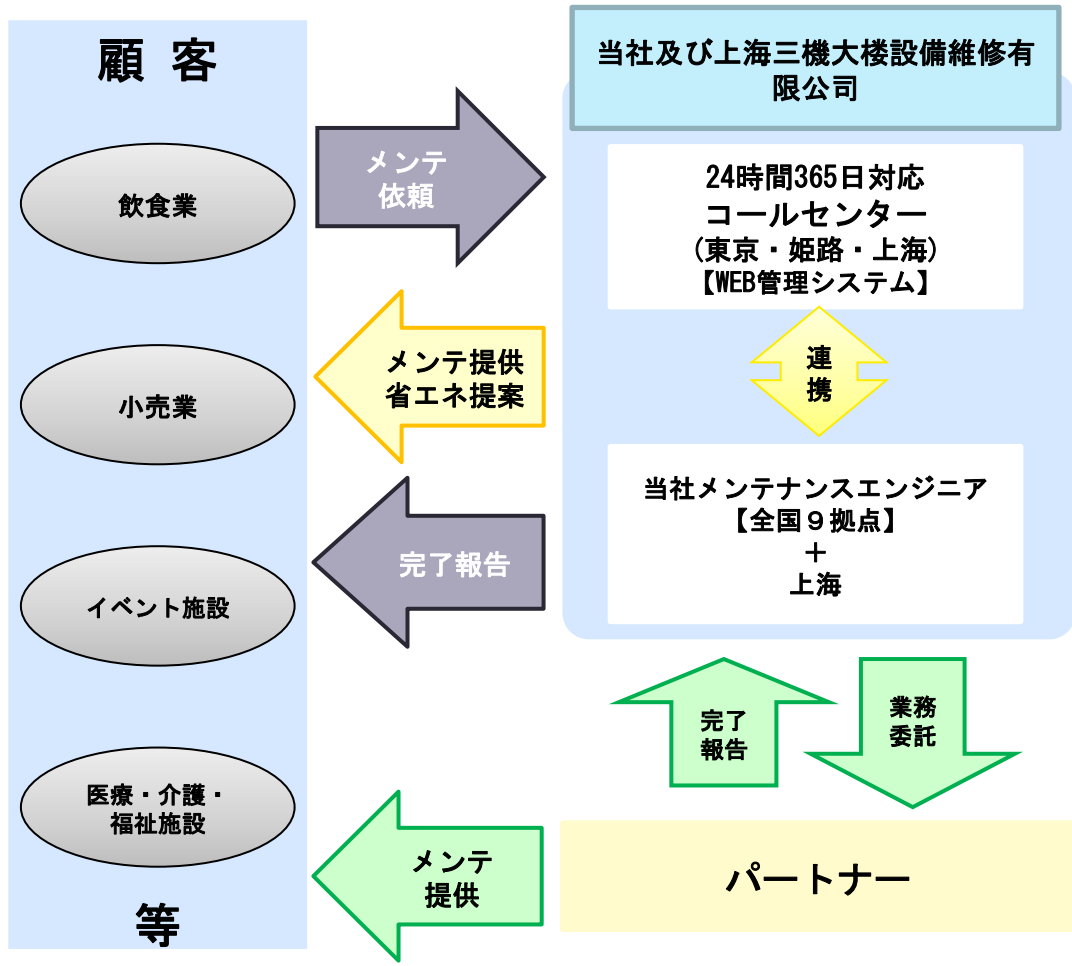 顧 客
飲食業
小売業
イベント施設
医療・介護・
福祉施設
等
メンテ
依頼
メンテ提供
省エネ提案
完了報告
メンテ
提供
当社及び上海三機大楼設備維修有
限公司
24時間365日対応
コールセンター
(東京・姫路・上海)
【WEB管理システム】
連
携
当社メンテナンスエンジニア
【全国９拠点】
＋
上海
完了
報告
業務
委託
パートナー